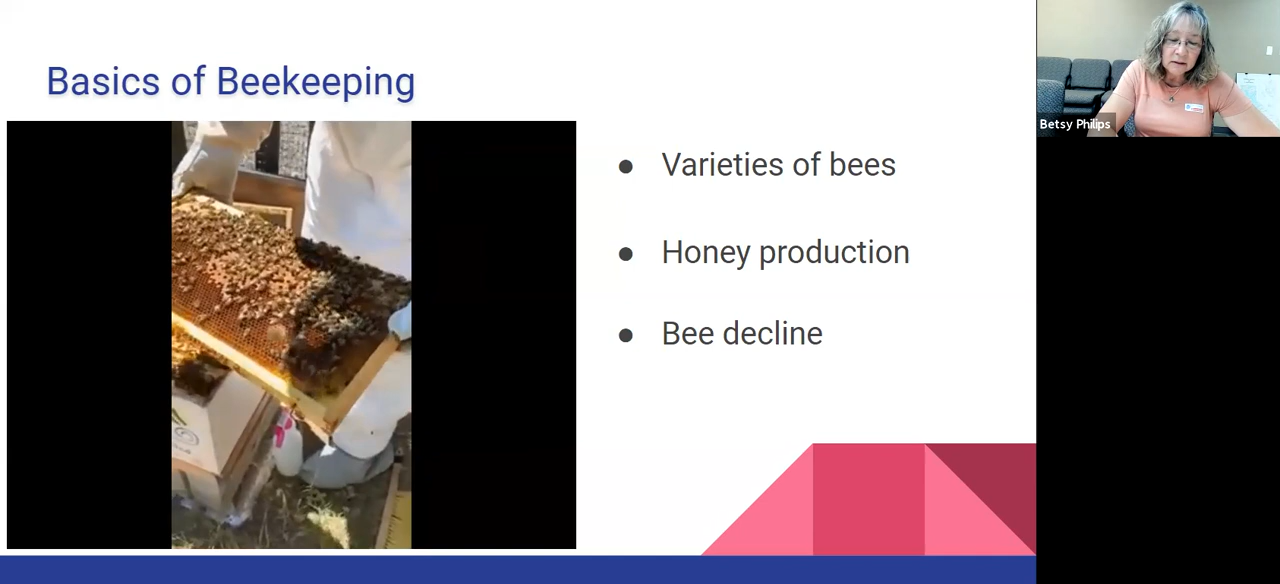 Basics of Beekeeping
Varieties of bees
Honey production
Bee decline
Betsy Philips